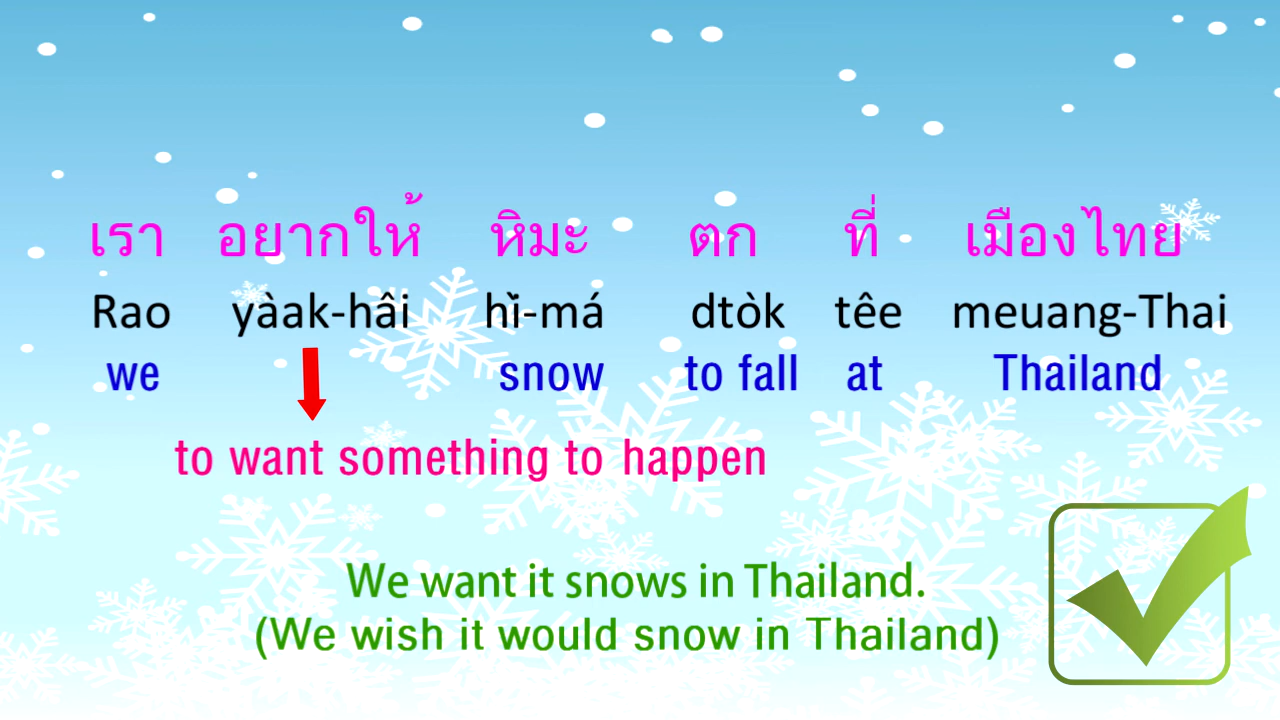 เรา อยากให้ หิมะ ตก ที่ เมืองไทย
Rao yàak-hâi hì-má dtòk têe meuang-Thai
we snow to fall at Thailand
to want something to happen
We want it snows in Thailand.
(We wish it would snow in Thailand)